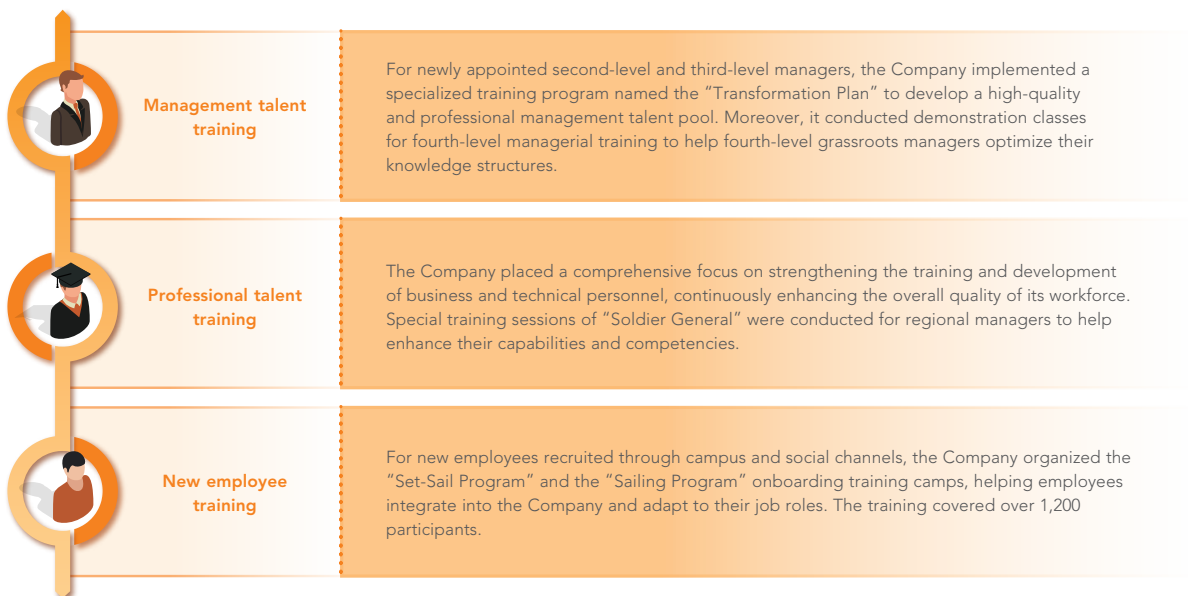 Management talent
training
For newly appointed second-level and third-level managers, the Company implemented a
specialized training program named the “Transformation Plan” to develop a high-quality
and professional management talent pool. Moreover, it conducted demonstration classes
for fourth-level managerial training to help fourth-level grassroots managers optimize their
knowledge structures.
Professional talent
training
The Company placed a comprehensive focus on strengthening the training and development
of business and technical personnel, continuously enhancing the overall quality of its workforce.
Special training sessions of “Soldier General” were conducted for regional managers to help
enhance their capabilities and competencies.
New employee
training
For new employees recruited through campus and social channels, the Company organized the
“Set-Sail Program” and the “Sailing Program” onboarding training camps, helping employees
integrate into the Company and adapt to their job roles. The training covered over 1,200
participants.